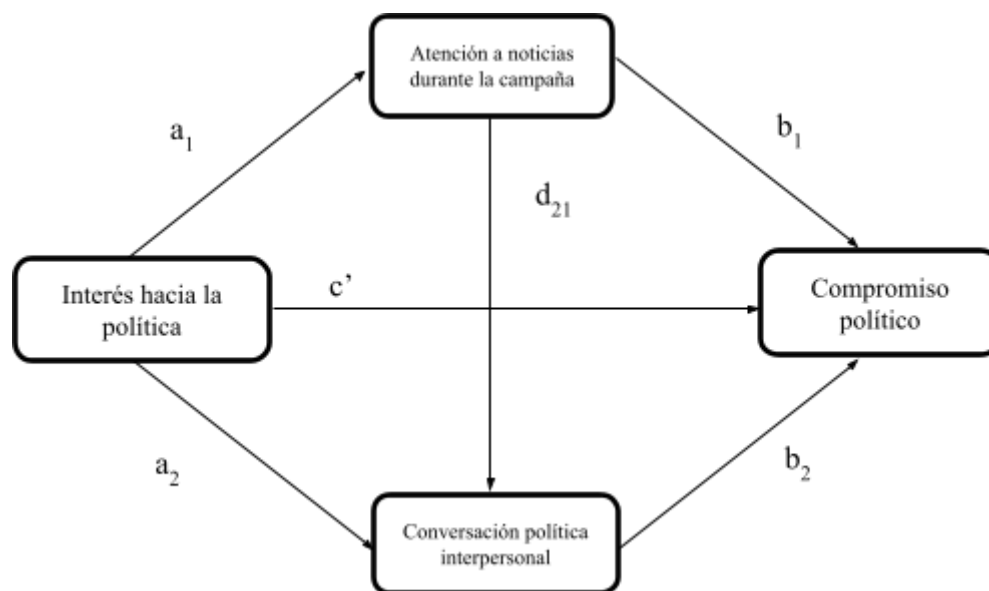 Atención a noticias
durante la campaña
a₁
b₁
d₂₁
Interés hacia la
política
c’
Compromiso
político
a₂
b₂
Conversación política
interpersonal